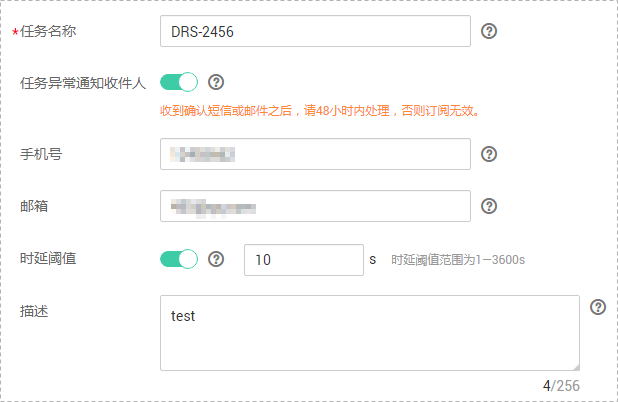 *任务名称 DRS-2456
任务异常通知收件人
收到确认短信或邮件之后，请48小时内处理，否则订阅无效。
手机号
邮箱
时延阈值 10 s 时延阈值范围为1—3600s
描述 test
4/256